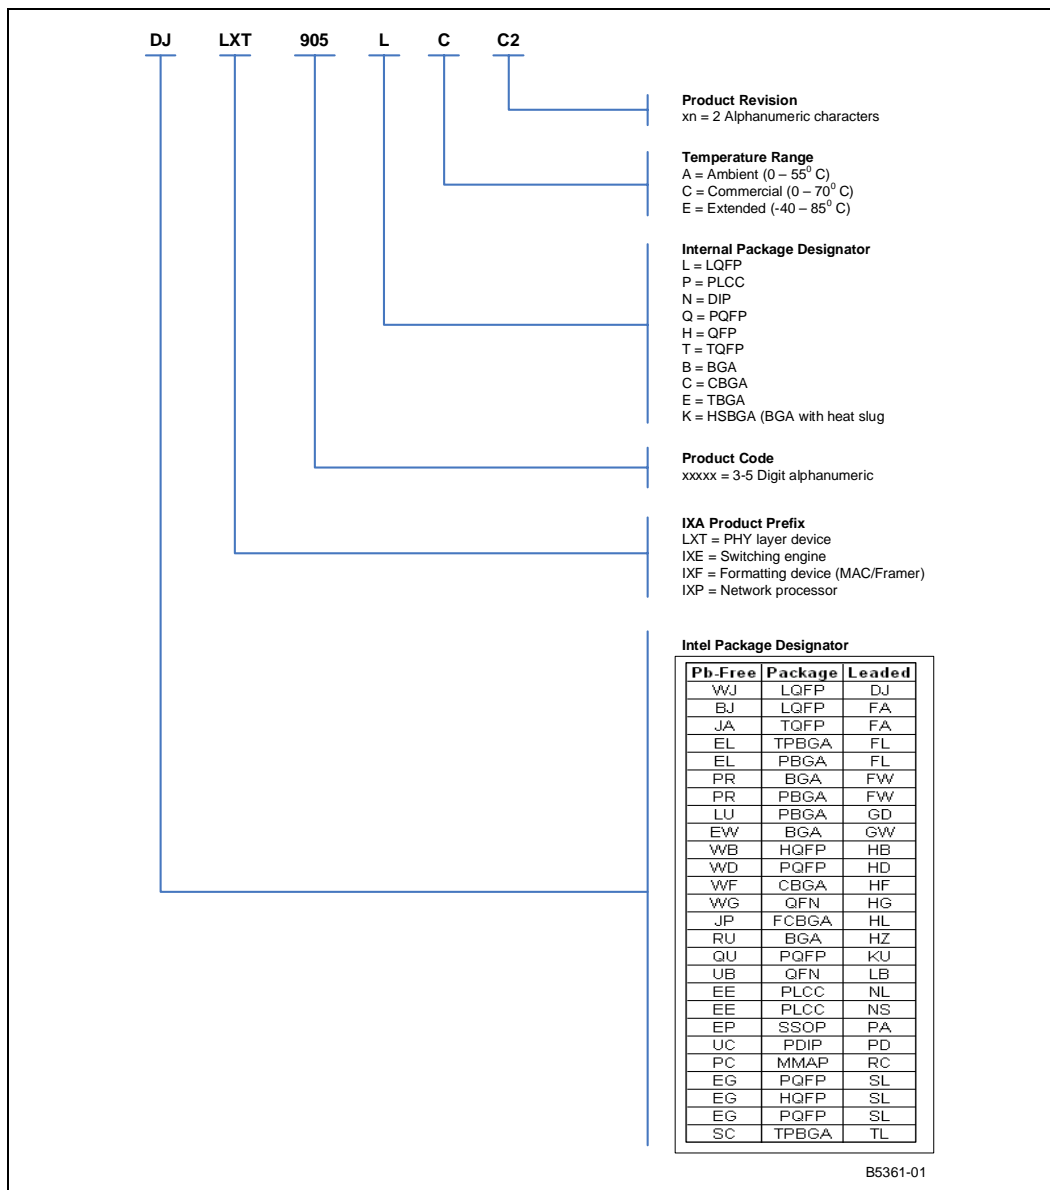 DJ LXT 905 L C C2
Product Revision
xn = 2 Alphanumeric characters
Temperature Range
A = Ambient (0 – 55⁰ C)
C = Commercial (0 – 70⁰ C)
E = Extended (-40 – 85⁰ C)
Internal Package Designator
L = LQFP
P = PLCC
N = DIP
Q = PQFP
H = QFP
T = TQFP
B = BGA
C = CBGA
E = TBGA
K = HSBGA (BGA with heat slug
Product Code
xxxxx = 3-5 Digit alphanumeric
IXA Product Prefix
LXT = PHY layer device
IXE = Switching engine
IXF = Formatting device (MAC/Framer)
IXP = Network processor
Intel Package Designator
Pb-Free Package Leaded
WJ LQFP DJ
BJ LQFP FA
JA TQFP FA
EL TPBGA FL
EL PBGA FL
PR BGA FW
PR PBGA FW
LU PBGA GD
EW BGA GW
WB HQFP HB
WD PQFP HD
WF CBGA HF
WG QFN HG
JP FCBGA HL
RU BGA HZ
QU PQFP KU
UB QFN LB
EE PLCC NL
EE PLCC NS
EP SSOP PA
UC PDIP PD
PC MMAP RC
EG PQFP SL
EG HQFP SL
EG PQFP SL
SC TPBGA TL
B5361-01